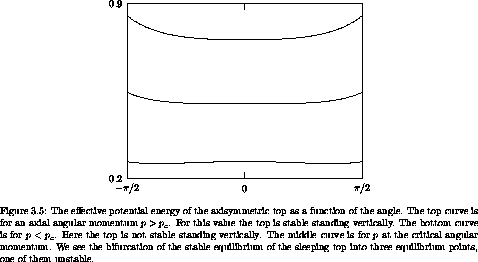 0.9
0.2
−π/2
0
π/2
Figure 3.5: The effective potential energy of the axisymmetric top as a function of the angle. The top curve is
for an axial angular momentum p > p_c. For this value the top is stable standing vertically. The bottom curve
is for p < p_c. Here the top is not stable standing vertically. The middle curve is for p at the critical angular
momentum. We see the bifurcation of the stable equilibrium of the sleeping top into three equilibrium points,
one of them unstable.